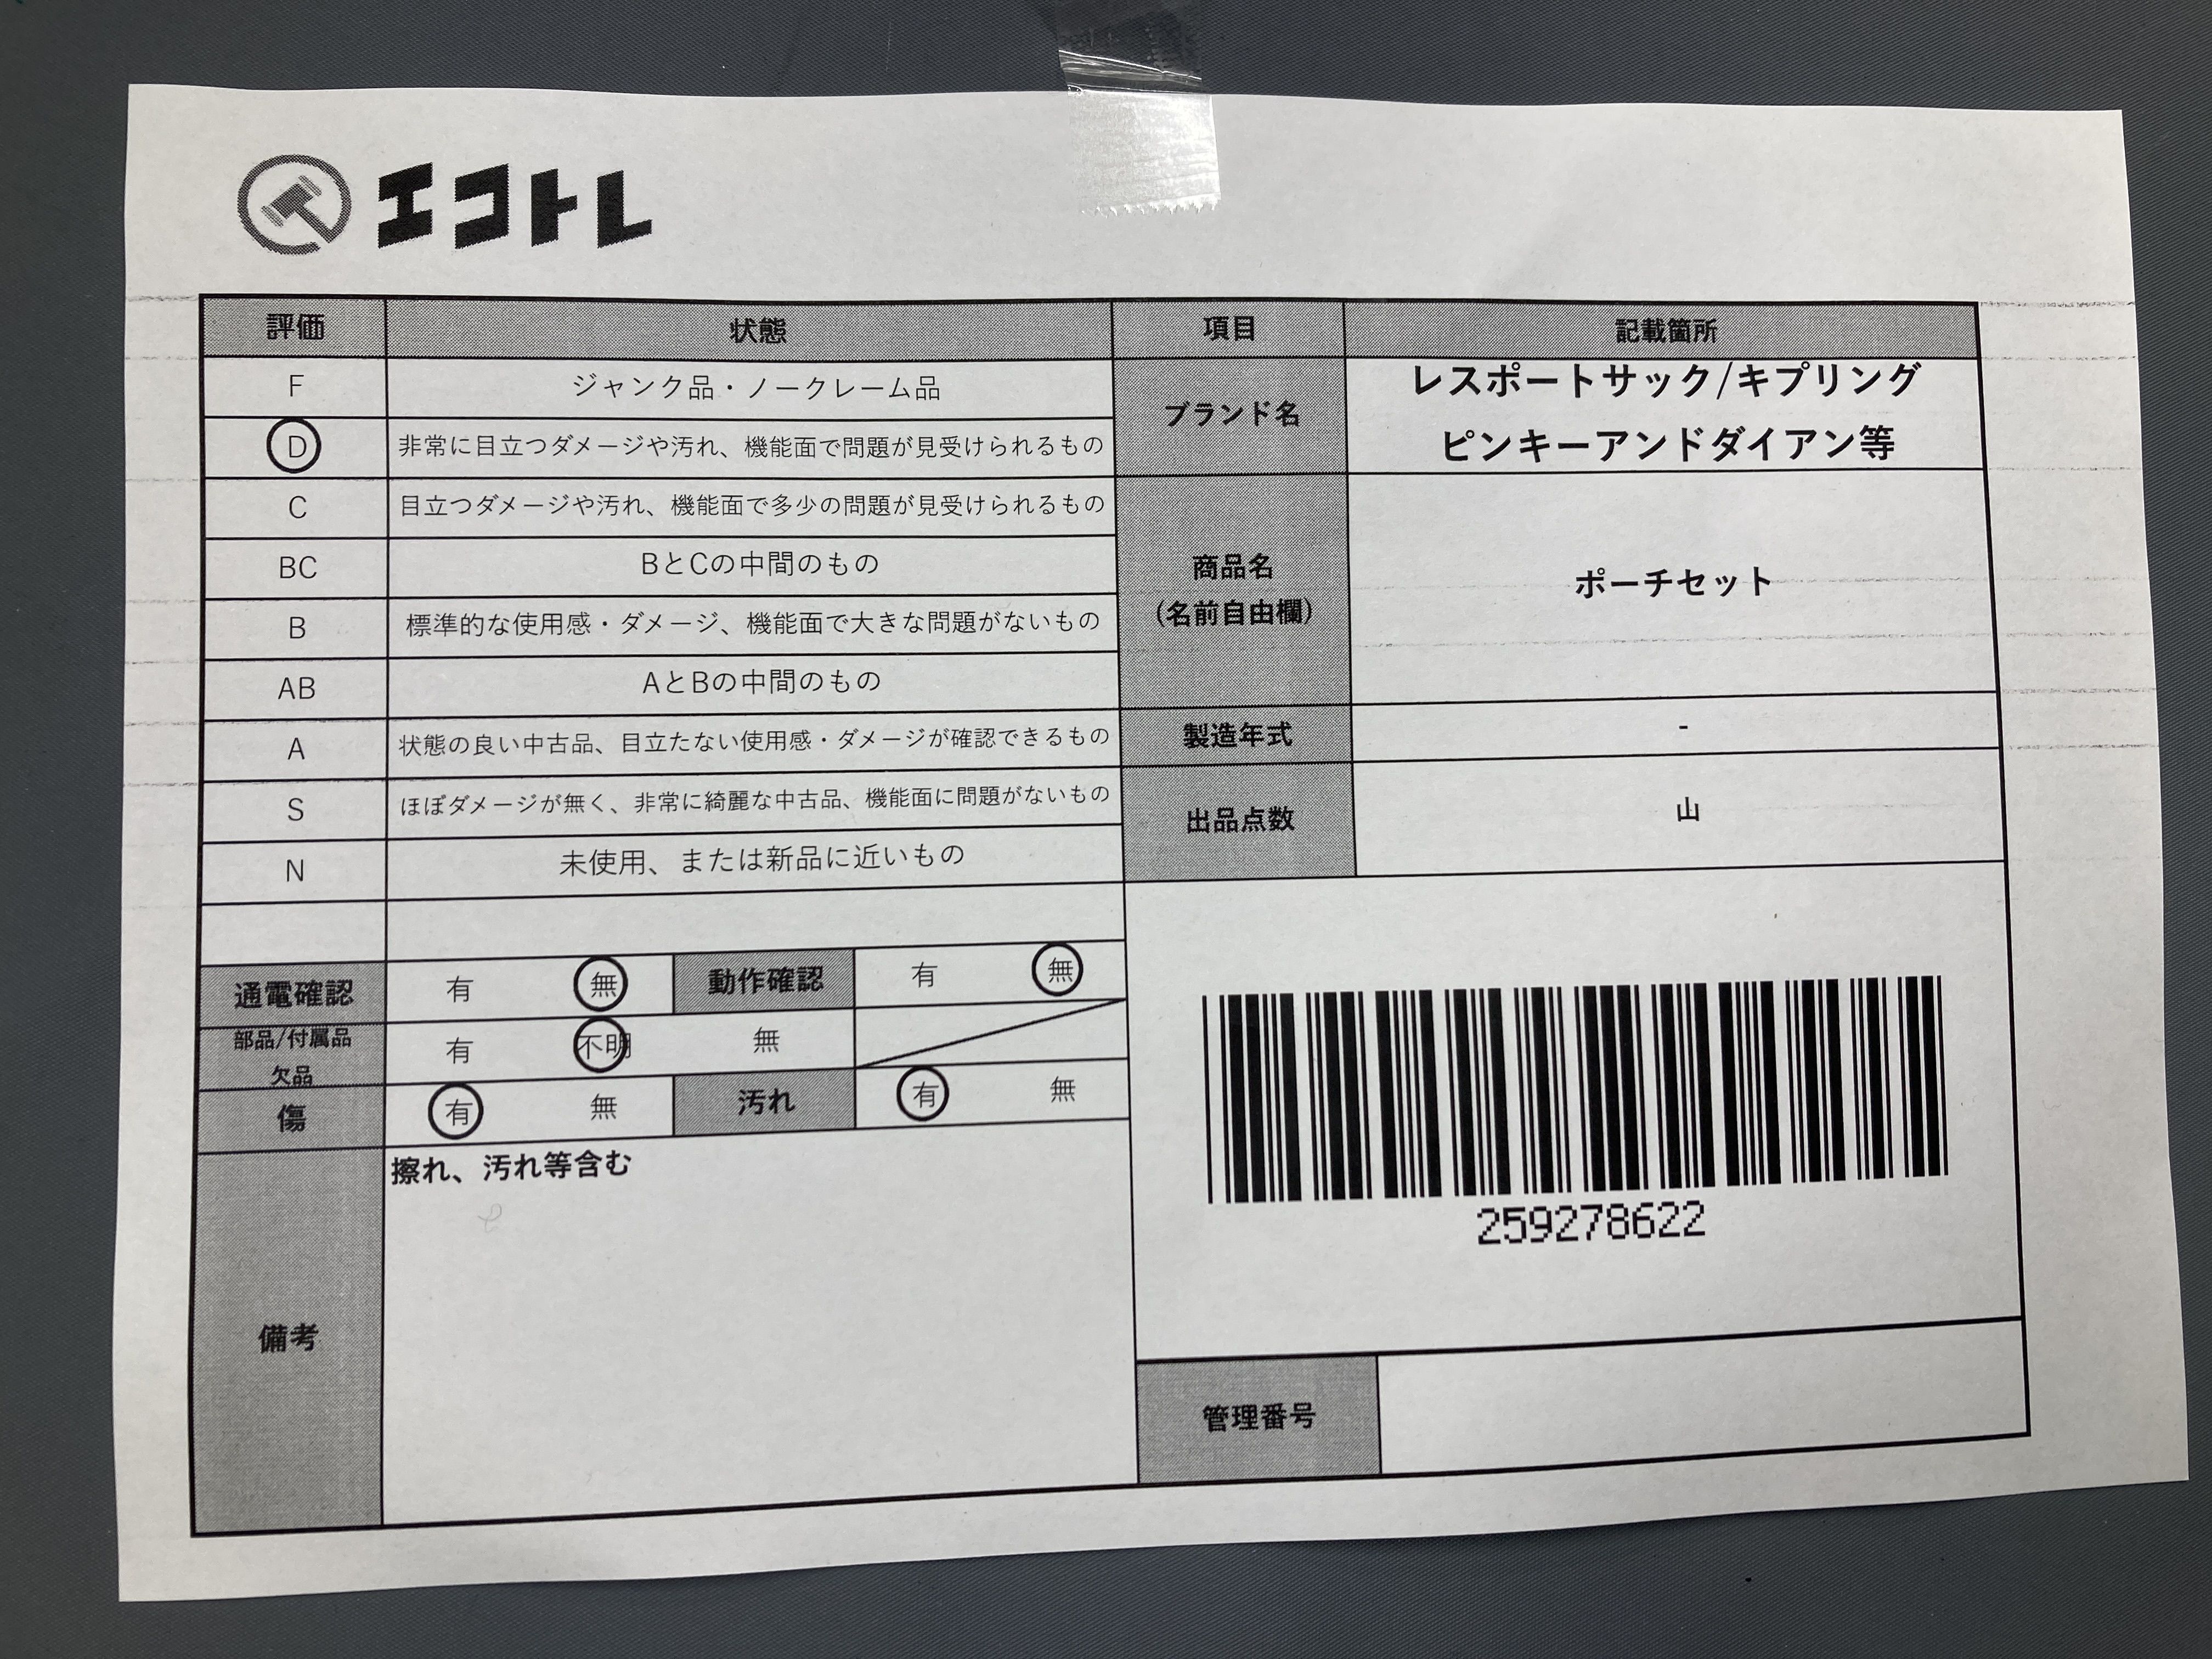 エコトレ
評価 状態 項目 記載箇所
F ジャンク品・ノークレーム品
D 非常に目立つダメージや汚れ、機能面で問題が見受けられるもの
C 目立つダメージや汚れ、機能面で多少の問題が見受けられるもの
BC BとCの中間のもの
B 標準的な使用感・ダメージ、機能面で大きな問題がないもの
AB AとBの中間のもの
A 状態の良い中古品、目立たない使用感・ダメージが確認できるもの
S ほぼダメージが無く、非常に綺麗な中古品、機能面に問題がないもの
N 未使用、または新品に近いもの
通電確認 有 無 動作確認 有 無
部品/付属品
欠品 有 不明 無
傷 有 無 汚れ 有 無
備考 擦れ、汚れ等含む
ブランド名 レスポートサック/キプリング
ピンキーアンドダイアン等
商品名
(名前自由欄) ポーチセット
製造年式 -
出品点数 山
259278622
管理番号